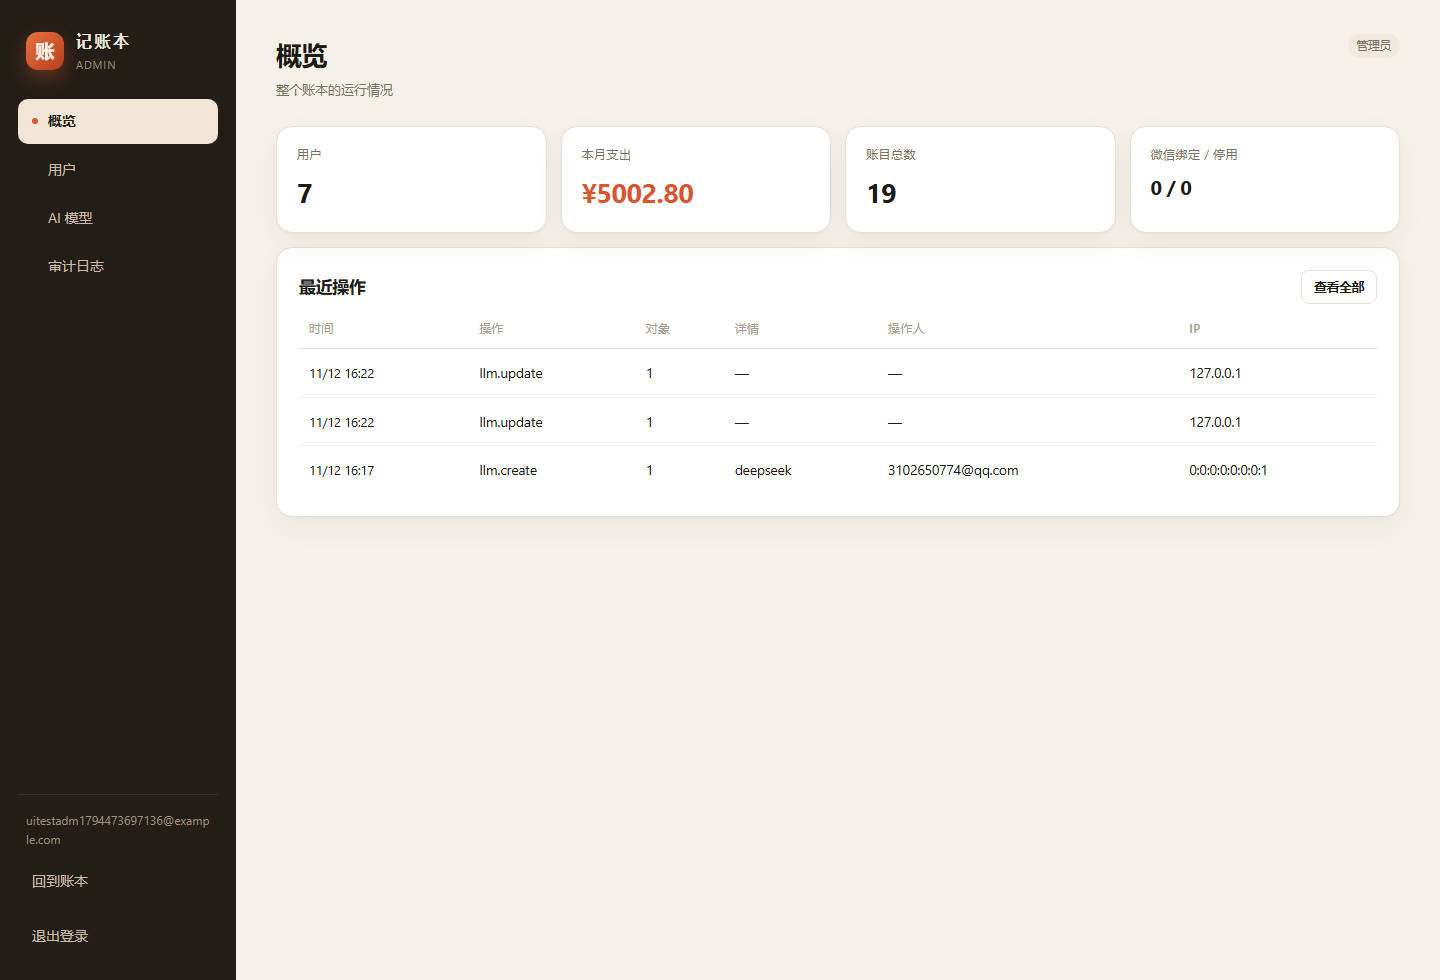 账
记账本
ADMIN
概览
用户
AI 模型
审计日志
uitestadm1794473697136@examp
le.com
回到账本
退出登录
概览
管理员
整个账本的运行情况
用户
7
本月支出
¥5002.80
账目总数
19
微信绑定 / 停用
0 / 0
最近操作
查看全部
时间 操作 对象 详情 操作人 IP
11/12 16:22 llm.update 1 — — 127.0.0.1
11/12 16:22 llm.update 1 — — 127.0.0.1
11/12 16:17 llm.create 1 deepseek 3102650774@qq.com 0:0:0:0:0:0:0:1